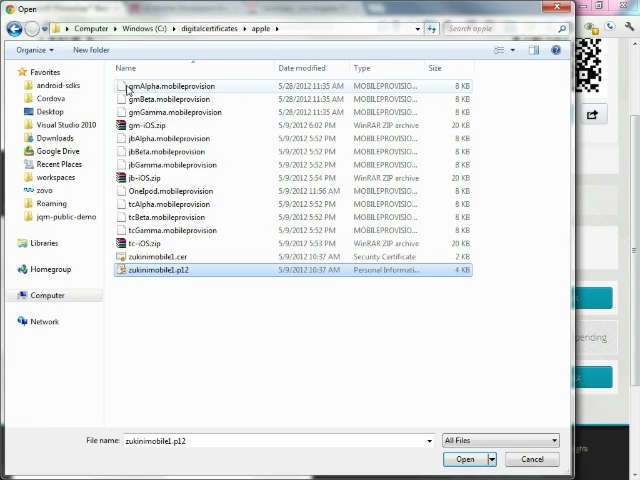 Open
Computer ▸ Windows (C:) ▸ digitalcertificates ▸ apple ▸
Search apple
Organize
New folder
Name Date modified Type Size
Favorites
android-sdks
Cordova
Desktop
Visual Studio 2010
Downloads
Google Drive
Recent Places
workspaces
zovo
Roaming
jqm-public-demo
Libraries
Homegroup
Computer
Network
gmAlpha.mobileprovision 5/28/2012 11:35 AM MOBILEPROVISIO... 8 KB
gmBeta.mobileprovision 5/28/2012 11:35 AM MOBILEPROVISIO... 8 KB
gmGamma.mobileprovision 5/28/2012 11:35 AM MOBILEPROVISIO... 8 KB
gm-iOS.zip 5/9/2012 6:02 PM WinRAR ZIP archive 20 KB
jbAlpha.mobileprovision 5/9/2012 5:52 PM MOBILEPROVISIO... 8 KB
jbBeta.mobileprovision 5/9/2012 5:52 PM MOBILEPROVISIO... 8 KB
jbGamma.mobileprovision 5/9/2012 5:52 PM MOBILEPROVISIO... 8 KB
jb-iOS.zip 5/9/2012 5:54 PM WinRAR ZIP archive 20 KB
OneIpod.mobileprovision 5/9/2012 11:56 AM MOBILEPROVISIO... 8 KB
tcAlpha.mobileprovision 5/9/2012 5:52 PM MOBILEPROVISIO... 8 KB
tcBeta.mobileprovision 5/9/2012 5:52 PM MOBILEPROVISIO... 8 KB
tcGamma.mobileprovision 5/9/2012 5:52 PM MOBILEPROVISIO... 8 KB
tc-iOS.zip 5/9/2012 5:53 PM WinRAR ZIP archive 20 KB
zukinimobile1.cer 5/9/2012 10:37 AM Security Certificate 2 KB
zukinimobile1.p12 5/9/2012 10:37 AM Personal Informati... 4 KB
pending
File name: zukinimobile1.p12
All Files
Open
Cancel